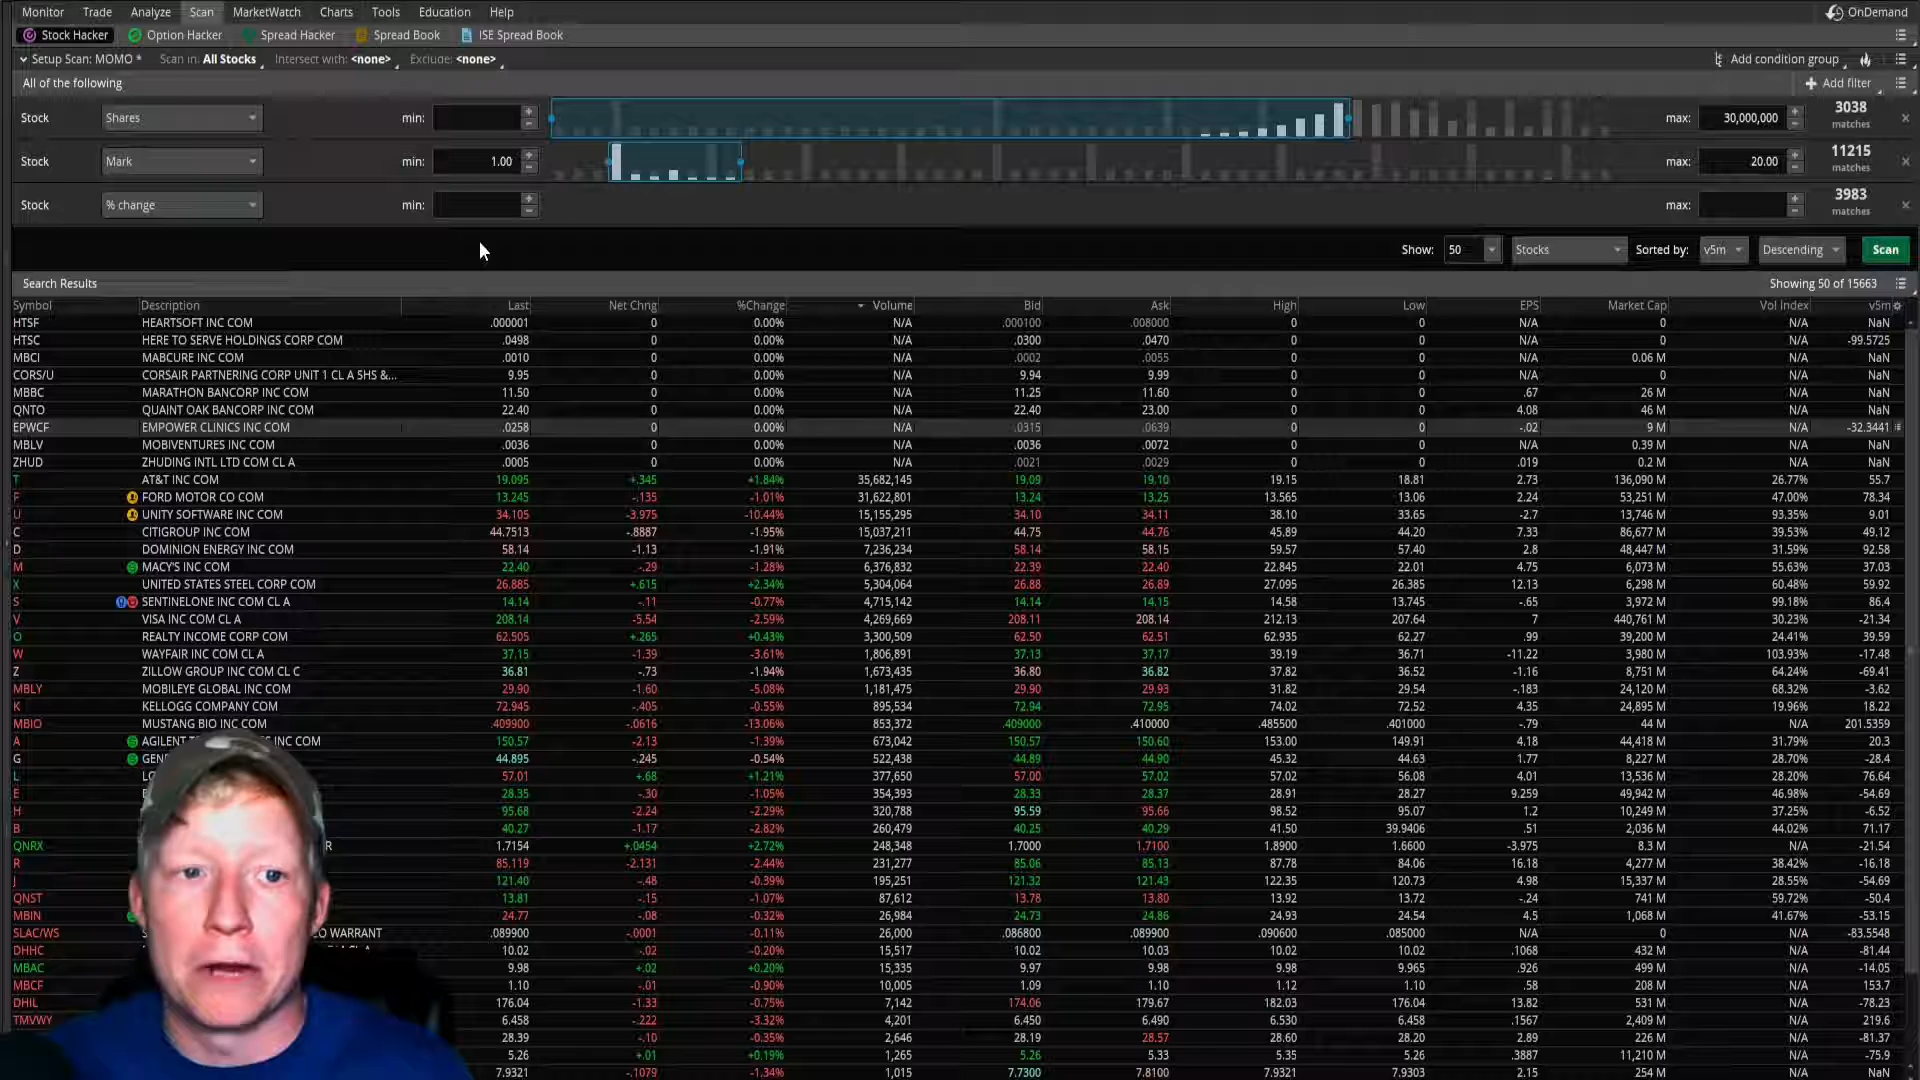 Monitor Trade Analyze Scan MarketWatch Charts Tools Education Help OnDemand
Stock Hacker Option Hacker Spread Hacker Spread Book ISE Spread Book
Setup Scan: MOMO * Scan in: All Stocks Intersect with: <none> Exclude: <none> Add condition group
All of the following Add filter
Stock Shares min: max: 30,000,000 3038 matches
Stock Mark min: 1.00 max: 20.00 11215 matches
Stock % change min: max: 3983 matches
Show: 50 Stocks Sorted by: v5m Descending Scan
Search Results Showing 50 of 15663
Symbol Description Last Net Chng %Change Volume Bid Ask High Low EPS Market Cap Vol Index v5m
HTSF HEARTSOFT INC COM .000001 0 0.00% N/A .000100 .008000 0 0 N/A 0 N/A NaN
HTSC HERE TO SERVE HOLDINGS CORP COM .0498 0 0.00% N/A .0300 .0470 0 0 N/A 0 N/A -99.5725
MBCI MABCURE INC COM .0010 0 0.00% N/A .0002 .0055 0 0 N/A 0.06 M N/A NaN
CORS/U CORSAIR PARTNERING CORP UNIT 1 CL A SHS &... 9.95 0 0.00% N/A 9.94 9.99 0 0 N/A 0 N/A NaN
MBBC MARATHON BANCORP INC COM 11.50 0 0.00% N/A 11.25 11.60 0 0 .67 26 M N/A NaN
QNTO QUAINT OAK BANCORP INC COM 22.40 0 0.00% N/A 22.40 23.00 0 0 4.08 46 M N/A NaN
EPWCF EMPOWER CLINICS INC COM .0258 0 0.00% N/A .0315 .0639 0 0 -.02 9 M N/A -32.3441
MBLV MOBIVENTURES INC COM .0036 0 0.00% N/A .0036 .0072 0 0 N/A 0.39 M N/A NaN
ZHUD ZHUDING INTL LTD COM CL A .0005 0 0.00% N/A .0021 .0029 0 0 .019 0.2 M N/A NaN
T AT&T INC COM 19.095 +.345 +1.84% 35,682,145 19.09 19.10 19.15 18.81 2.73 136,090 M 26.77% 55.7
F FORD MOTOR CO COM 13.245 -.135 -1.01% 31,622,801 13.24 13.25 13.565 13.06 2.24 53,251 M 47.00% 78.34
U UNITY SOFTWARE INC COM 34.105 -3.975 -10.44% 15,155,295 34.10 34.11 38.10 33.65 -2.7 13,746 M 93.35% 9.01
C CITIGROUP INC COM 44.7513 -.8887 -1.95% 15,037,211 44.75 44.76 45.89 44.20 7.33 86,677 M 39.53% 49.12
D DOMINION ENERGY INC COM 58.14 -1.13 -1.91% 7,236,234 58.14 58.15 59.57 57.40 2.8 48,447 M 31.59% 92.58
M MACY'S INC COM 22.40 -.29 -1.28% 6,376,832 22.39 22.40 22.845 22.01 4.75 6,073 M 55.63% 37.03
X UNITED STATES STEEL CORP COM 26.885 +.615 +2.34% 5,304,064 26.88 26.89 27.095 26.385 12.13 6,298 M 60.48% 59.92
S SENTINELONE INC COM CL A 14.14 -.11 -0.77% 4,715,142 14.14 14.15 14.58 13.745 -.65 3,972 M 99.18% 86.4
V VISA INC COM CL A 208.14 -5.54 -2.59% 4,269,669 208.11 208.14 212.13 207.64 7 440,761 M 30.23% -21.34
O REALTY INCOME CORP COM 62.505 +.265 +0.43% 3,300,509 62.50 62.51 62.935 62.27 .99 39,200 M 24.41% 39.59
W WAYFAIR INC COM CL A 37.15 -1.39 -3.61% 1,806,891 37.13 37.17 39.19 36.71 -11.22 3,980 M 103.93% -17.48
Z ZILLOW GROUP INC COM CL C 36.81 -.73 -1.94% 1,673,435 36.80 36.82 37.82 36.52 -1.16 8,751 M 64.24% -69.41
MBLY MOBILEYE GLOBAL INC COM 29.90 -1.60 -5.08% 1,181,475 29.90 29.93 31.82 29.54 -.183 24,120 M 68.32% -3.62
K KELLOGG COMPANY COM 72.945 -.405 -0.55% 895,534 72.94 72.95 74.02 72.52 4.35 24,895 M 19.96% 18.22
MBIO MUSTANG BIO INC COM .409900 -.0616 -13.06% 853,372 .409000 .410000 .485500 .401000 -.79 44 M N/A 201.5359
A AGILENT INC COM 150.57 -2.13 -1.39% 673,042 150.57 150.60 153.00 149.91 4.18 44,418 M 31.79% 20.3
G GEN 44.895 -.245 -0.54% 522,438 44.89 44.90 45.32 44.63 1.77 8,227 M 28.70% -28.4
L LO 57.01 +.68 +1.21% 377,650 57.00 57.02 57.02 56.08 4.01 13,536 M 28.20% 76.64
E 28.35 -.30 -1.05% 354,393 28.33 28.37 28.91 28.27 9.259 49,942 M 46.98% -54.69
H 95.68 -2.24 -2.29% 320,788 95.59 95.66 98.52 95.07 1.2 10,249 M 37.25% -6.52
B 40.27 -1.17 -2.82% 260,479 40.25 40.29 41.50 39.9406 .51 2,036 M 44.02% 71.17
QNRX R 1.7154 +.0454 +2.72% 248,348 1.7000 1.7100 1.8900 1.6600 -3.975 8.3 M N/A -21.54
R 85.119 -2.131 -2.44% 231,277 85.06 85.13 87.78 84.06 16.18 4,277 M 38.42% -16.18
J 121.40 -.48 -0.39% 195,251 121.32 121.43 122.35 120.73 4.98 15,337 M 28.55% -54.69
QNST 13.81 -.15 -1.07% 87,612 13.78 13.80 13.92 13.72 -.24 741 M 59.72% -50.4
MBIN 24.77 -.08 -0.32% 26,984 24.73 24.86 24.93 24.54 4.5 1,068 M 41.67% -53.15
SLAC/WS S O WARRANT .089900 -.0001 -0.11% 26,000 .086800 .089900 .090600 .085000 N/A 0 N/A -83.5548
DHHC 10.02 -.02 -0.20% 15,517 10.02 10.03 10.02 10.02 .1068 432 M N/A -81.44
MBAC 9.98 +.02 +0.20% 15,335 9.97 9.98 9.98 9.965 .926 499 M N/A -14.05
MBCF 1.10 -.01 -0.90% 10,005 1.09 1.10 1.12 1.10 .58 208 M N/A 153.7
DHIL 176.04 -1.33 -0.75% 7,142 174.06 179.67 182.03 176.04 13.82 531 M N/A -78.23
TMVWY 6.458 -.222 -3.32% 4,201 6.450 6.490 6.530 6.458 .1567 2,409 M N/A 219.6
28.39 -.10 -0.35% 2,646 28.19 28.57 28.60 28.20 2.89 226 M N/A -81.37
5.26 +.01 +0.19% 1,265 5.26 5.33 5.35 5.26 .3887 11,210 M N/A -75.9
7.9321 -.1079 -1.34% 1,015 7.7300 7.8100 7.9321 7.9303 2.15 254 M N/A NaN